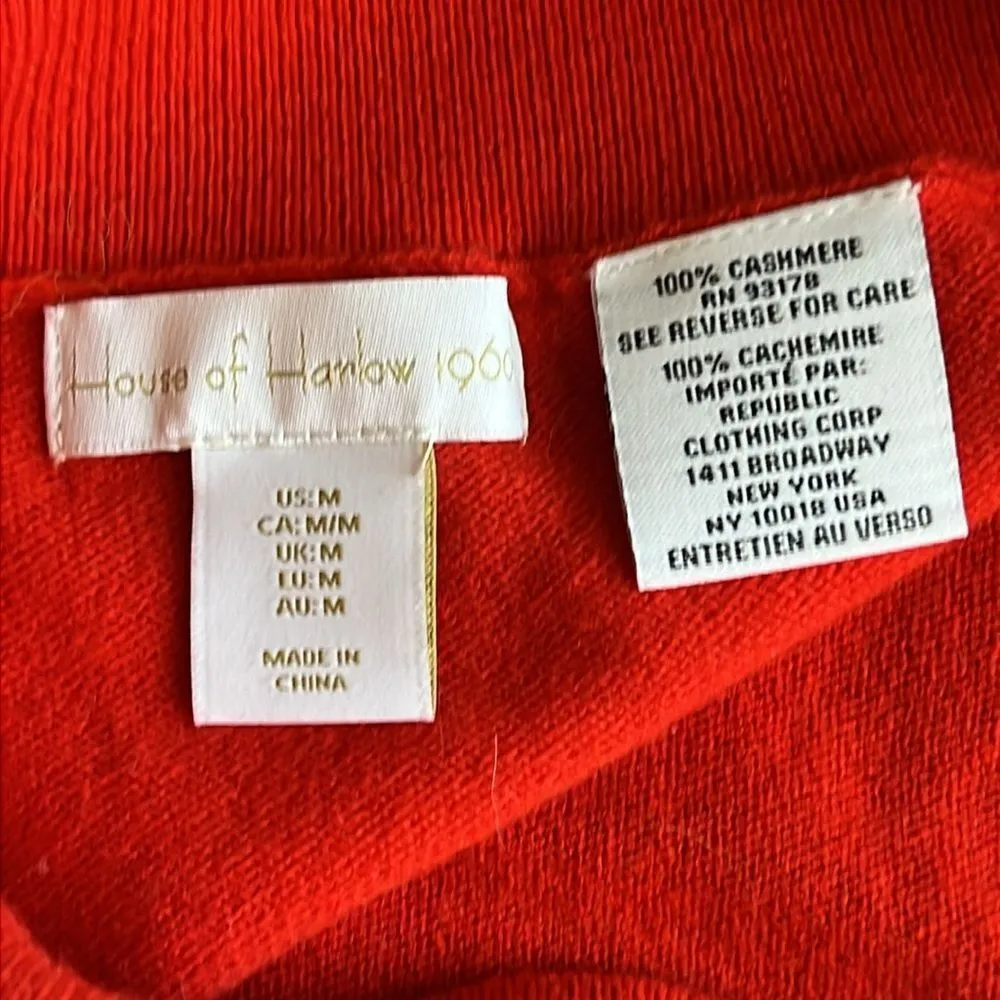 House of Harlow 1960
US: M
CA: M/M
UK: M
EU: M
AU: M
MADE IN
CHINA
100% CASHMERE
RN 93178
SEE REVERSE FOR CARE
100% CACHEMIRE
IMPORTÉ PAR:
REPUBLIC
CLOTHING CORP
1411 BROADWAY
NEW YORK
NY 10018 USA
ENTRETIEN AU VERSO